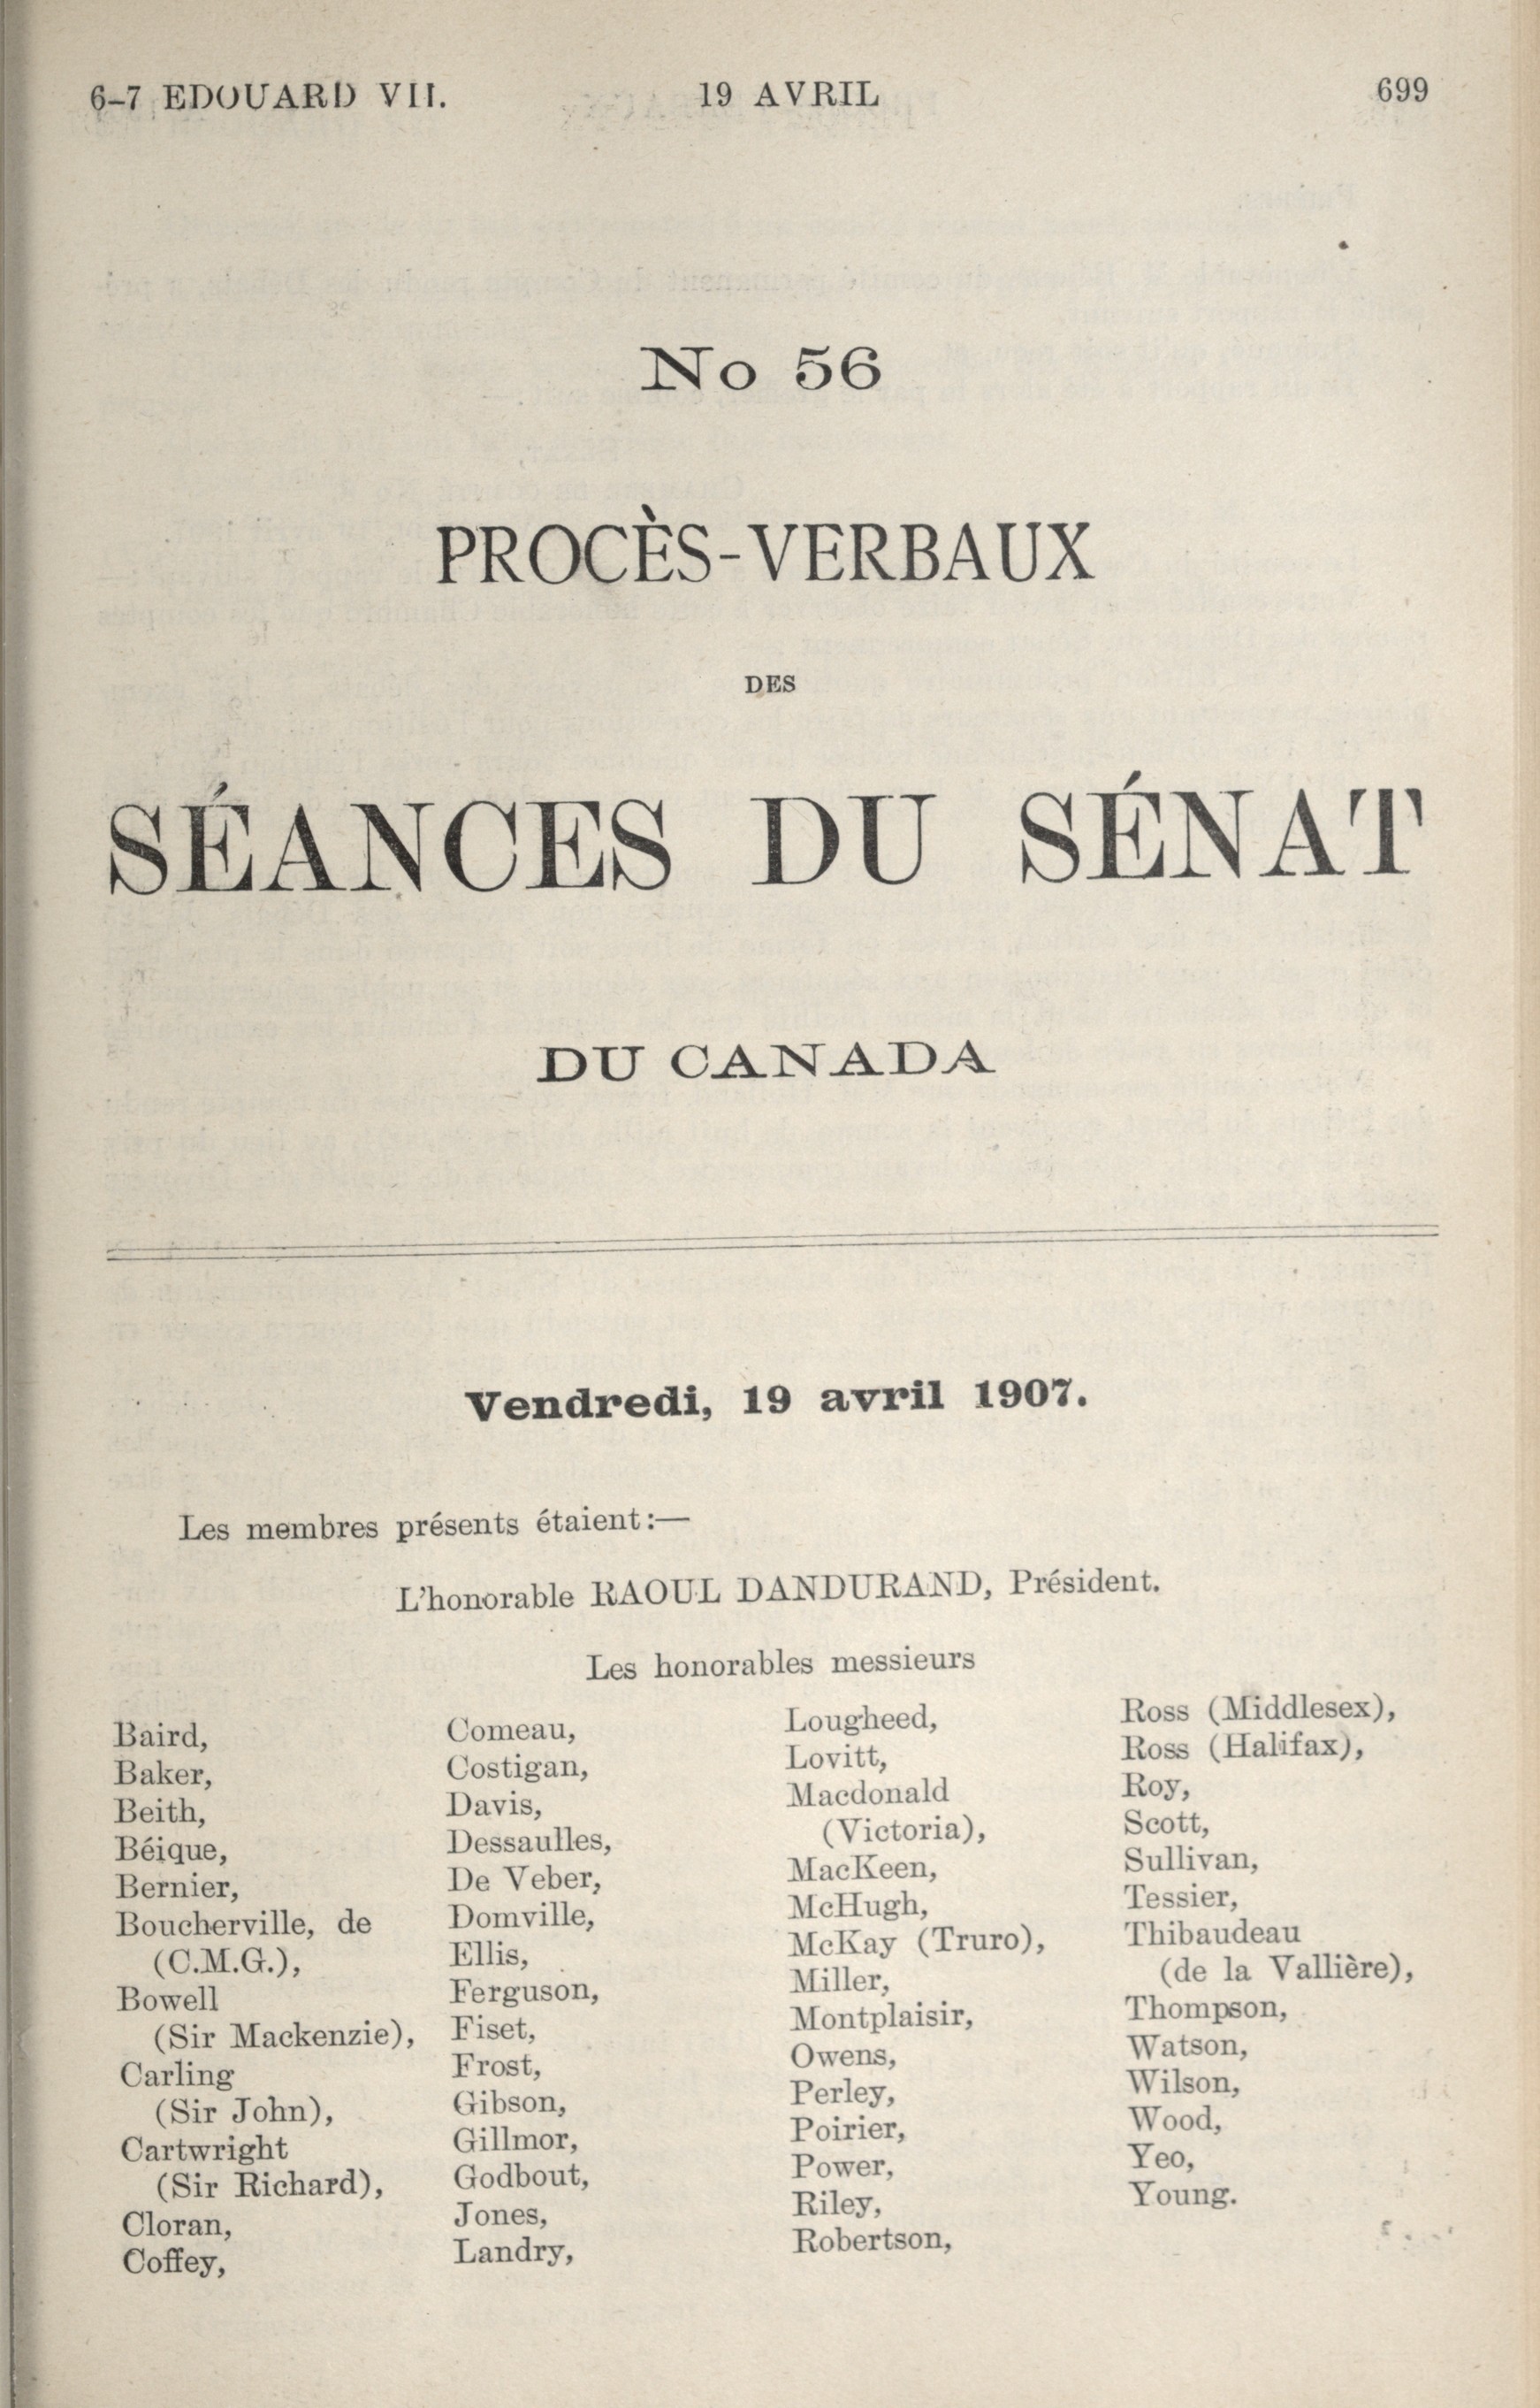 6-7 EDOUARD VII. 19 AVRIL 699
No 56
PROCÈS-VERBAUX
DES
SÉANCES DU SÉNAT
DU CANADA
Vendredi, 19 avril 1907.
Les membres présents étaient:—
L'honorable RAOUL DANDURAND, Président.
Les honorables messieurs
Baird,
Baker,
Beith,
Béique,
Bernier,
Boucherville, de
(C.M.G.),
Bowell
(Sir Mackenzie),
Carling
(Sir John),
Cartwright
(Sir Richard),
Cloran,
Coffey,
Comeau,
Costigan,
Davis,
Dessaulles,
De Veber,
Domville,
Ellis,
Ferguson,
Fiset,
Frost,
Gibson,
Gillmor,
Godbout,
Jones,
Landry,
Lougheed,
Lovitt,
Macdonald
(Victoria),
MacKeen,
McHugh,
McKay (Truro),
Miller,
Montplaisir,
Owens,
Perley,
Poirier,
Power,
Riley,
Robertson,
Ross (Middlesex),
Ross (Halifax),
Roy,
Scott,
Sullivan,
Tessier,
Thibaudeau
(de la Vallière),
Thompson,
Watson,
Wilson,
Wood,
Yeo,
Young.